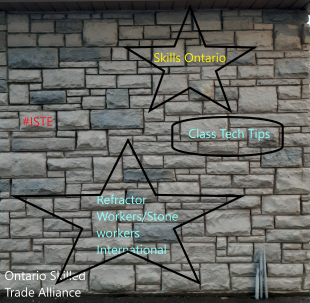 Skills Ontario
#ISTE
Class Tech Tips
Refractor
Workers/Stone
workers
International
Ontario Skilled
Trade Alliance